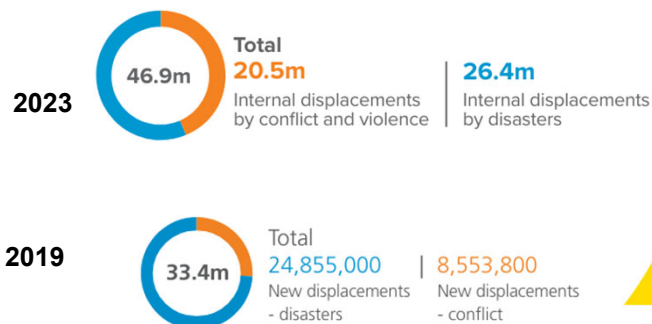 2023
46.9m
Total
20.5m
Internal displacements
by conflict and violence
26.4m
Internal displacements
by disasters
2019
33.4m
Total
24,855,000
New displacements
- disasters
8,553,800
New displacements
- conflict